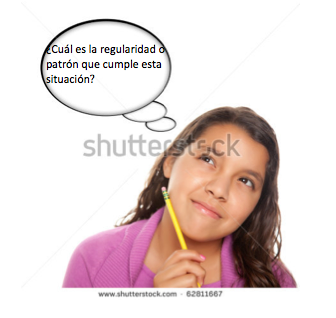 ¿Cuál es la regularidad o
patrón que cumple esta
situación?
shutterstock
www.shutterstock.com · 62811667